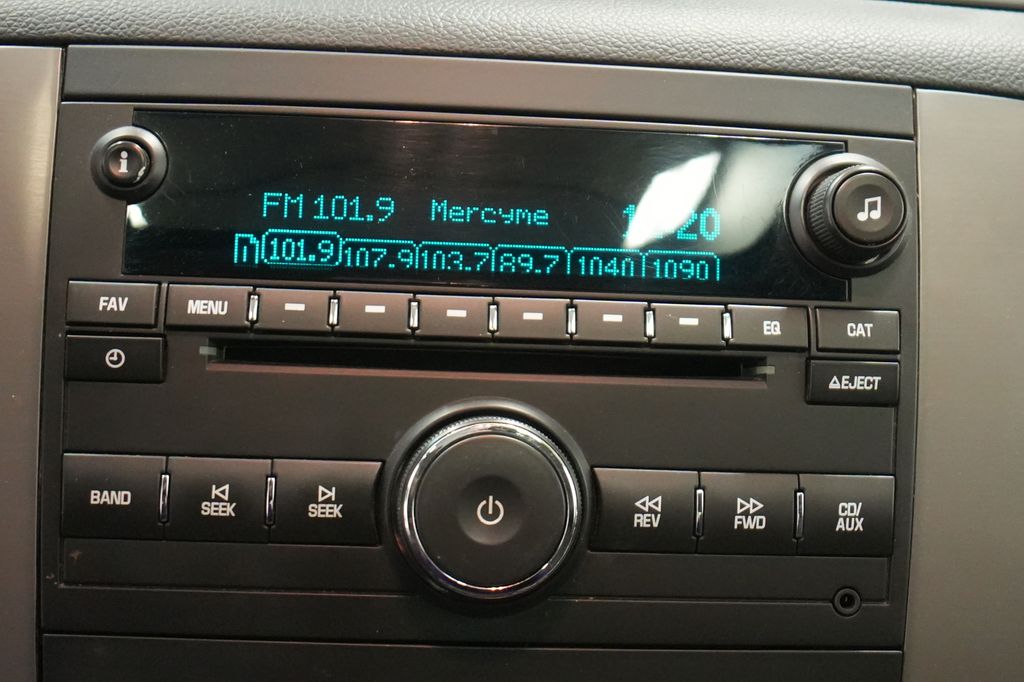 i
FM 101.9 Mercyme
101.9 107.9 103.7 89.7 1040 1090
FAV MENU EQ CAT
EJECT
BAND SEEK SEEK REV FWD CD/
AUX